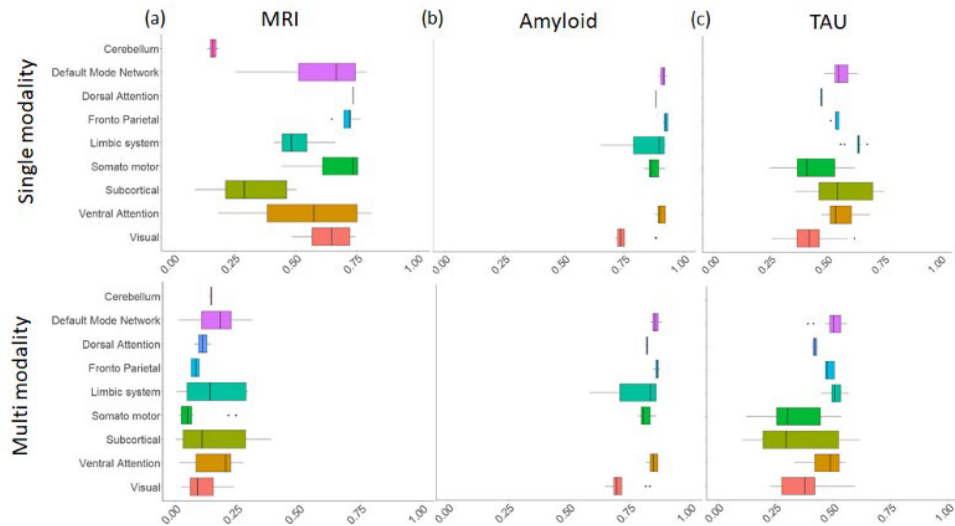 (a) MRI (b) Amyloid (c) TAU
Single modality
Cerebellum
Default Mode Network
Dorsal Attention
Fronto Parietal
Limbic system
Somato motor
Subcortical
Ventral Attention
Visual
0.00 0.25 0.50 0.75 1.00 0.00 0.25 0.50 0.75 1.00 0.00 0.25 0.50 0.75 1.00
Multi modality
Cerebellum
Default Mode Network
Dorsal Attention
Fronto Parietal
Limbic system
Somato motor
Subcortical
Ventral Attention
Visual
0.00 0.25 0.50 0.75 1.00 0.00 0.25 0.50 0.75 1.00 0.00 0.25 0.50 0.75 1.00